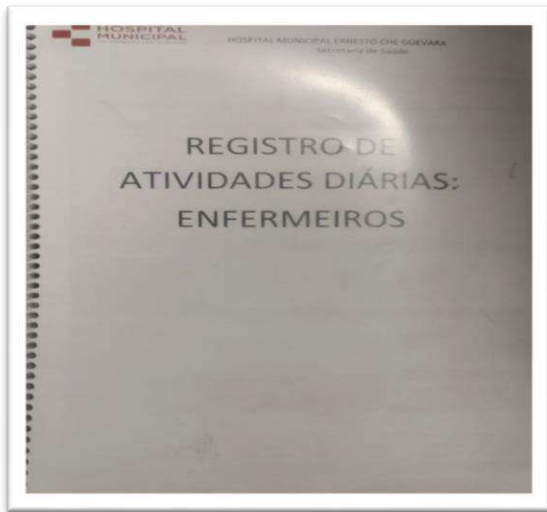 HOSPITAL
MUNICIPAL
HOSPITAL MUNICIPAL ERNESTO CHE GUEVARA
Secretaria de Saúde
REGISTRO DE
ATIVIDADES DIÁRIAS:
ENFERMEIROS